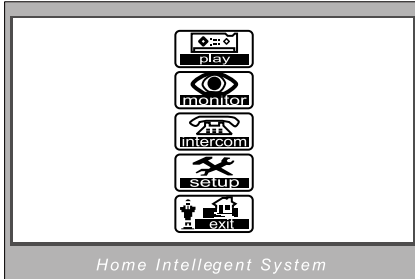 play
monitor
intercom
setup
exit
Home Intellegent System